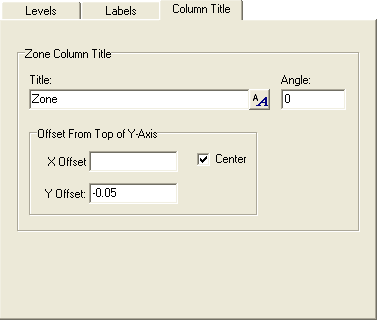 Levels Labels Column Title
Zone Column Title
Title: Angle:
Zone AA 0
Offset From Top of Y-Axis
X Offset Center
Y Offset: -0.05